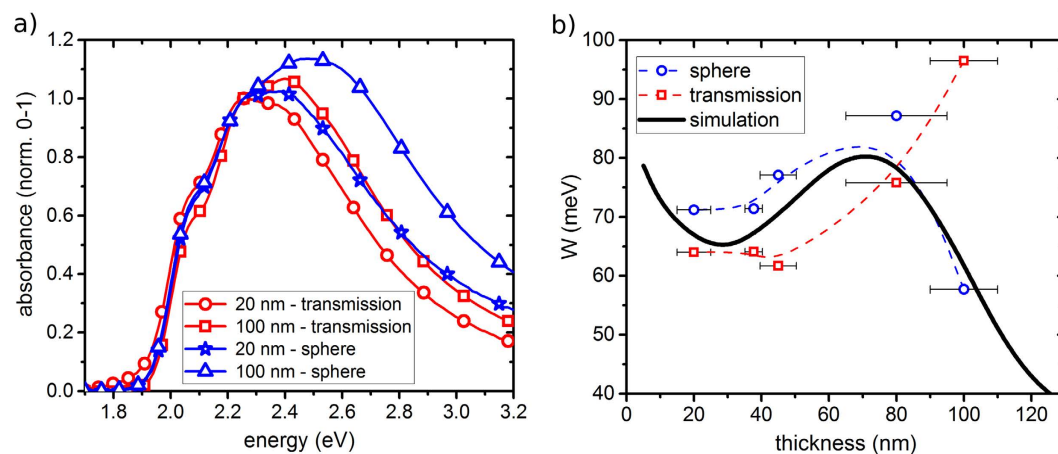 a)
absorbance (norm. 0-1)
1.2
1.0
0.8
0.6
0.4
0.2
0.0
1.8 2.0 2.2 2.4 2.6 2.8 3.0 3.2
energy (eV)
20 nm - transmission
100 nm - transmission
20 nm - sphere
100 nm - sphere
b)
W (meV)
100
90
80
70
60
50
40
0 20 40 60 80 100 120
thickness (nm)
sphere
transmission
simulation